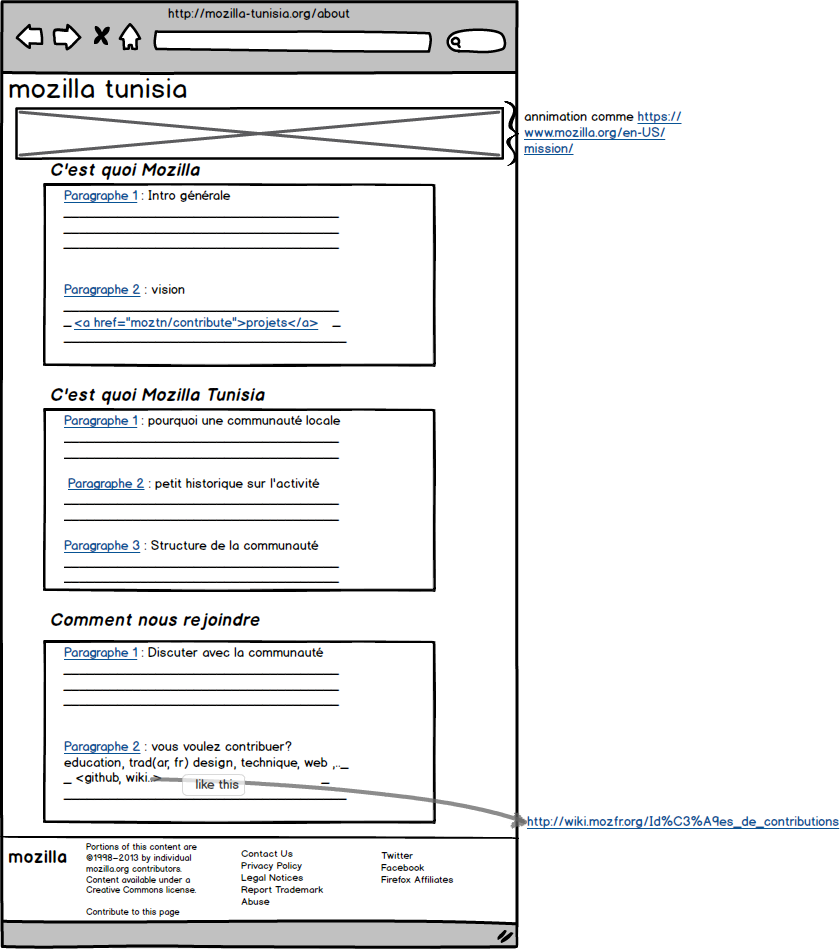 http://mozilla-tunisia.org/about
mozilla tunisia
annimation comme https://
www.mozilla.org/en-US/
mission/
C'est quoi Mozilla
Paragraphe 1 : Intro générale
Paragraphe 2 : vision
_ <a href="moztn/contribute">projets</a> _
C'est quoi Mozilla Tunisia
Paragraphe 1 : pourquoi une communauté locale
Paragraphe 2 : petit historique sur l'activité
Paragraphe 3 : Structure de la communauté
Comment nous rejoindre
Paragraphe 1 : Discuter avec la communauté
Paragraphe 2 : vous voulez contribuer?
education, trad(ar, fr) design, technique, web ,.._
_ <github, wiki..> _
like this
http://wiki.mozfr.org/Id%C3%A9es_de_contributions
mozilla
Portions of this content are
©1998–2013 by individual
mozilla.org contributors.
Content available under a
Creative Commons license.
Contribute to this page
Contact Us
Privacy Policy
Legal Notices
Report Trademark
Abuse
Twitter
Facebook
Firefox Affiliates